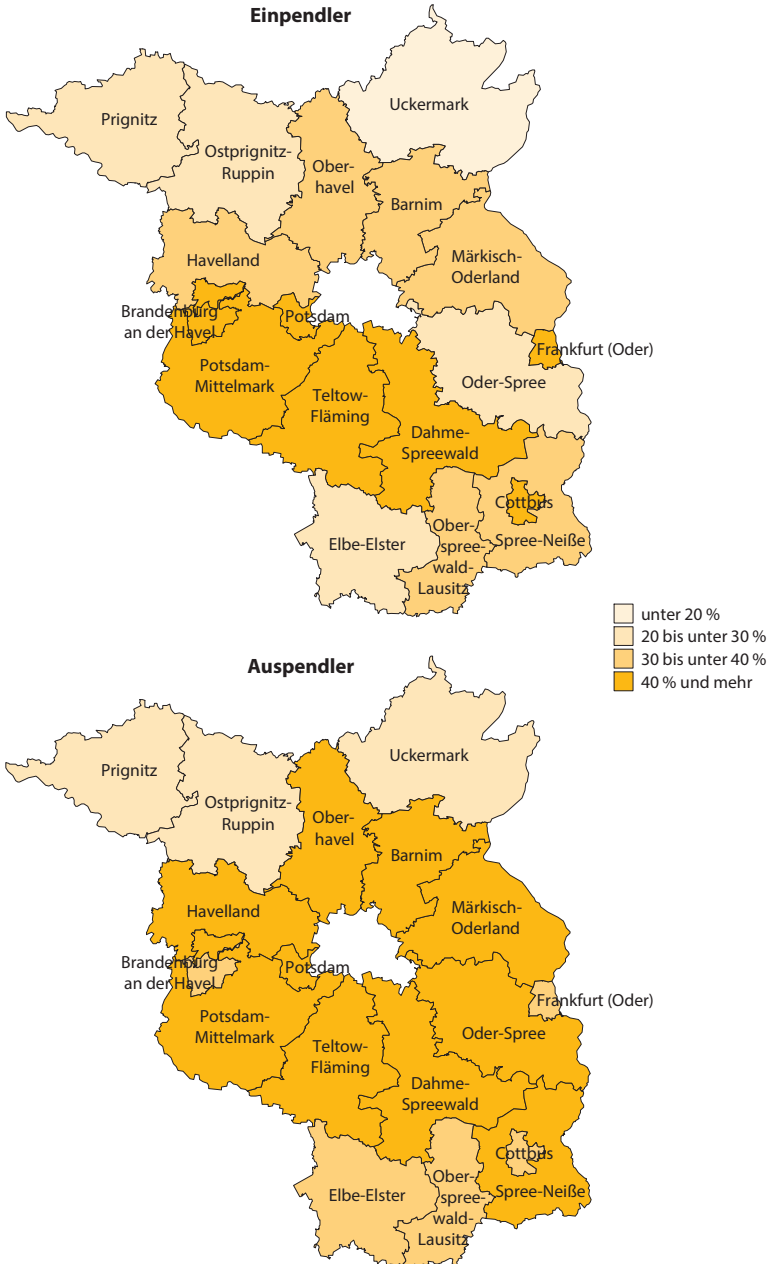 Einpendler
Uckermark
Prignitz
Ostprignitz-
Ruppin
Ober-
havel
Barnim
Havelland
Märkisch-
Oderland
Brandenburg
an der Havel
Potsdam
Frankfurt (Oder)
Potsdam-
Mittelmark
Oder-Spree
Teltow-
Fläming
Dahme-
Spreewald
Cottbus
Ober-
spree-
wald-
Lausitz
Elbe-Elster
Spree-Neiße
unter 20 %
20 bis unter 30 %
30 bis unter 40 %
40 % und mehr
Auspendler
Uckermark
Prignitz
Ostprignitz-
Ruppin
Ober-
havel
Barnim
Havelland
Märkisch-
Oderland
Brandenburg
an der Havel
Potsdam
Frankfurt (Oder)
Potsdam-
Mittelmark
Oder-Spree
Teltow-
Fläming
Dahme-
Spreewald
Cottbus
Ober-
spree-
wald-
Lausitz
Elbe-Elster
Spree-Neiße